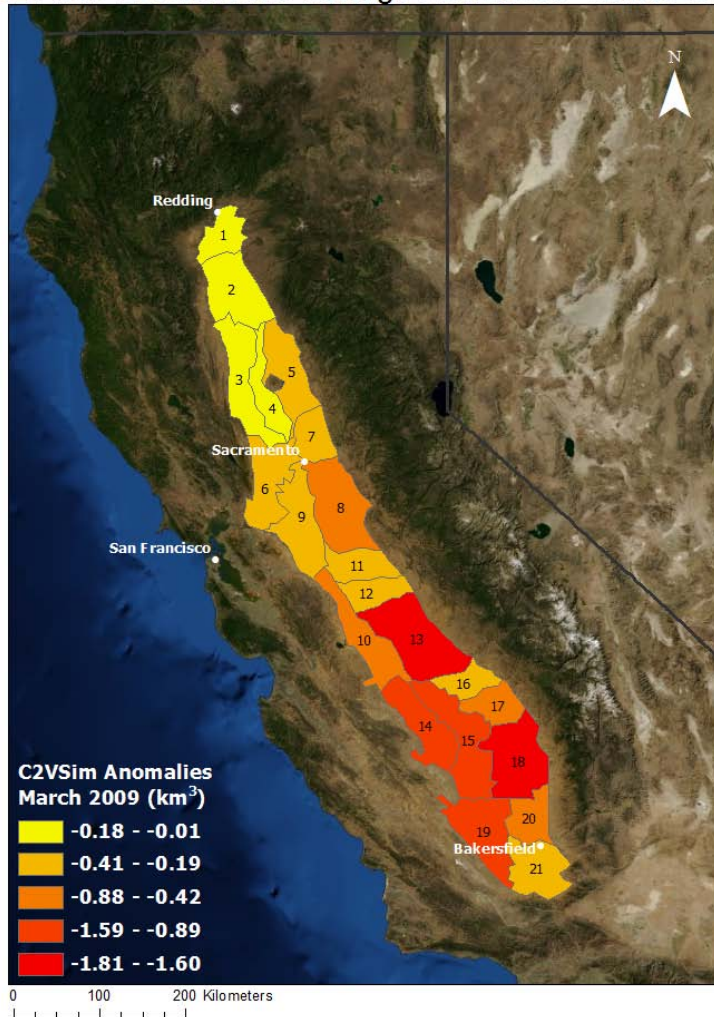 N
Redding
1
2
3
5
4
7
Sacramento
6
9
8
San Francisco
11
12
10
13
16
17
14
15
18
19
20
Bakersfield
21
C2VSim Anomalies
March 2009 (km³)
-0.18 - -0.01
-0.41 - -0.19
-0.88 - -0.42
-1.59 - -0.89
-1.81 - -1.60
0 100 200 Kilometers